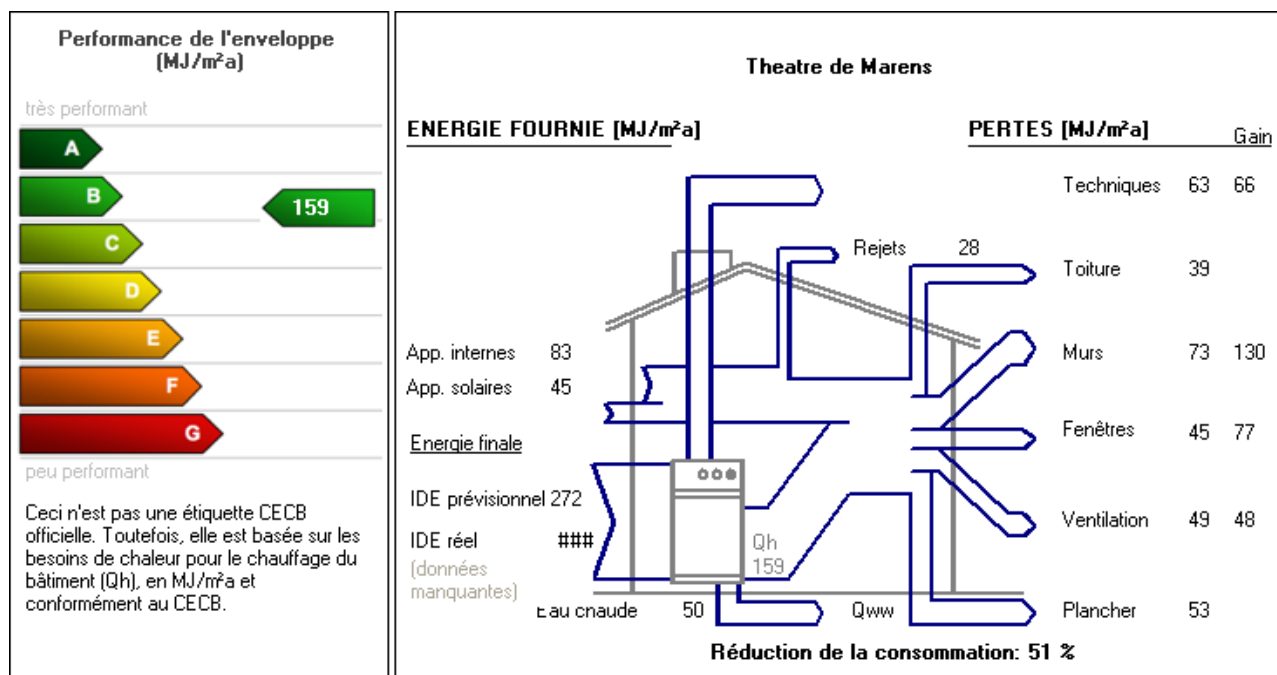 Performance de l'enveloppe
(MJ/m²a)
très performant
A
B
159
C
D
E
F
G
peu performant
Ceci n'est pas une étiquette CECB
officielle. Toutefois, elle est basée sur les
besoins de chaleur pour le chauffage du
bâtiment (Qh), en MJ/m²a et
conformément au CECB.
Theatre de Marens
ENERGIE FOURNIE [MJ/m²a]
PERTES [MJ/m²a] Gain
Techniques 63 66
Rejets 28
Toiture 39
App. internes 83
Murs 73 130
App. solaires 45
Energie finale
Fenêtres 45 77
IDE prévisionnel 272
IDE réel ###
(données
manquantes)
Qh
159
Ventilation 49 48
Eau chaude 50 Qww
Plancher 53
Réduction de la consommation: 51 %